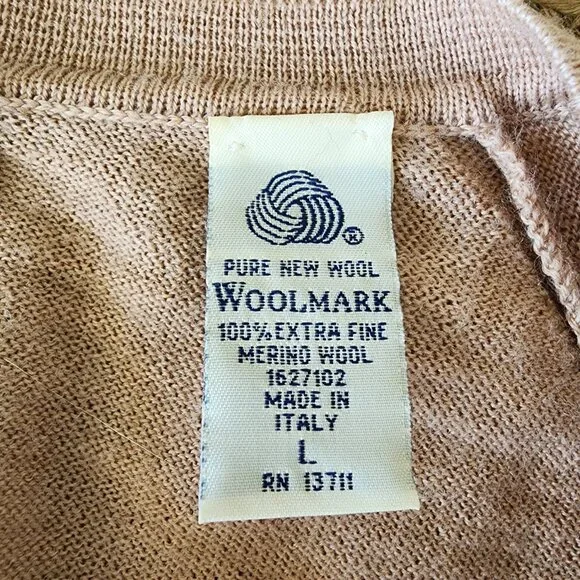 ®
PURE NEW WOOL
WOOLMARK
100% EXTRA FINE
MERINO WOOL
1627102
MADE IN
ITALY
L
RN 13711